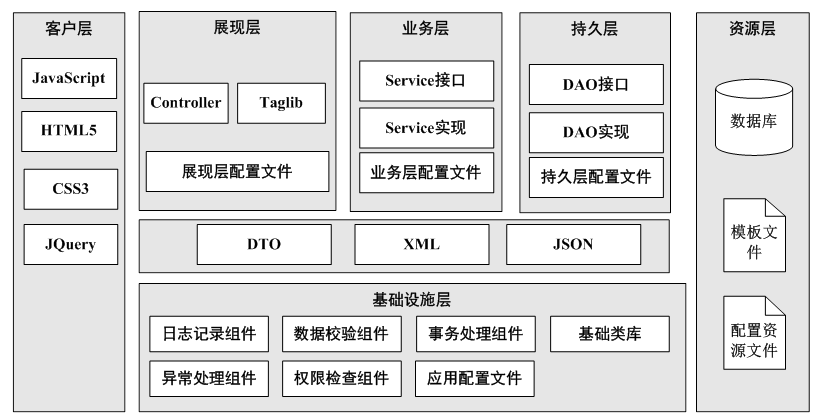 客户层
JavaScript
HTML5
CSS3
JQuery
展现层
Controller
Taglib
展现层配置文件
业务层
Service接口
Service实现
业务层配置文件
持久层
DAO接口
DAO实现
持久层配置文件
DTO
XML
JSON
基础设施层
日志记录组件
数据校验组件
事务处理组件
基础类库
异常处理组件
权限检查组件
应用配置文件
资源层
数据库
模板文
件
配置资
源文件